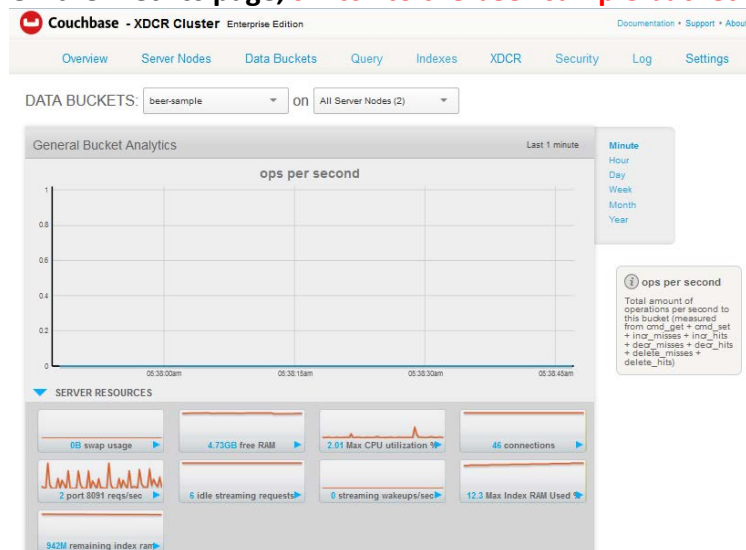 Couchbase - XDCR Cluster Enterprise Edition
Documentation • Support • About
Overview Server Nodes Data Buckets Query Indexes XDCR Security Log Settings
DATA BUCKETS: beer-sample on All Server Nodes (2)
General Bucket Analytics Last 1 minute
Minute
Hour
Day
Week
Month
Year
ops per second
1
0.8
0.6
0.4
0.2
0
05:38:00am 05:38:15am 05:38:30am 05:38:45am
ops per second
Total amount of
operations per second to
this bucket (measured
from cmd_get + cmd_set
+ incr_misses + incr_hits
+ decr_misses + decr_hits
+ delete_misses +
delete_hits)
SERVER RESOURCES
0B swap usage
4.73GB free RAM
2.01 Max CPU utilization %
46 connections
2 port 8091 reqs/sec
6 idle streaming requests
0 streaming wakeups/sec
12.3 Max Index RAM Used %
942M remaining index ram